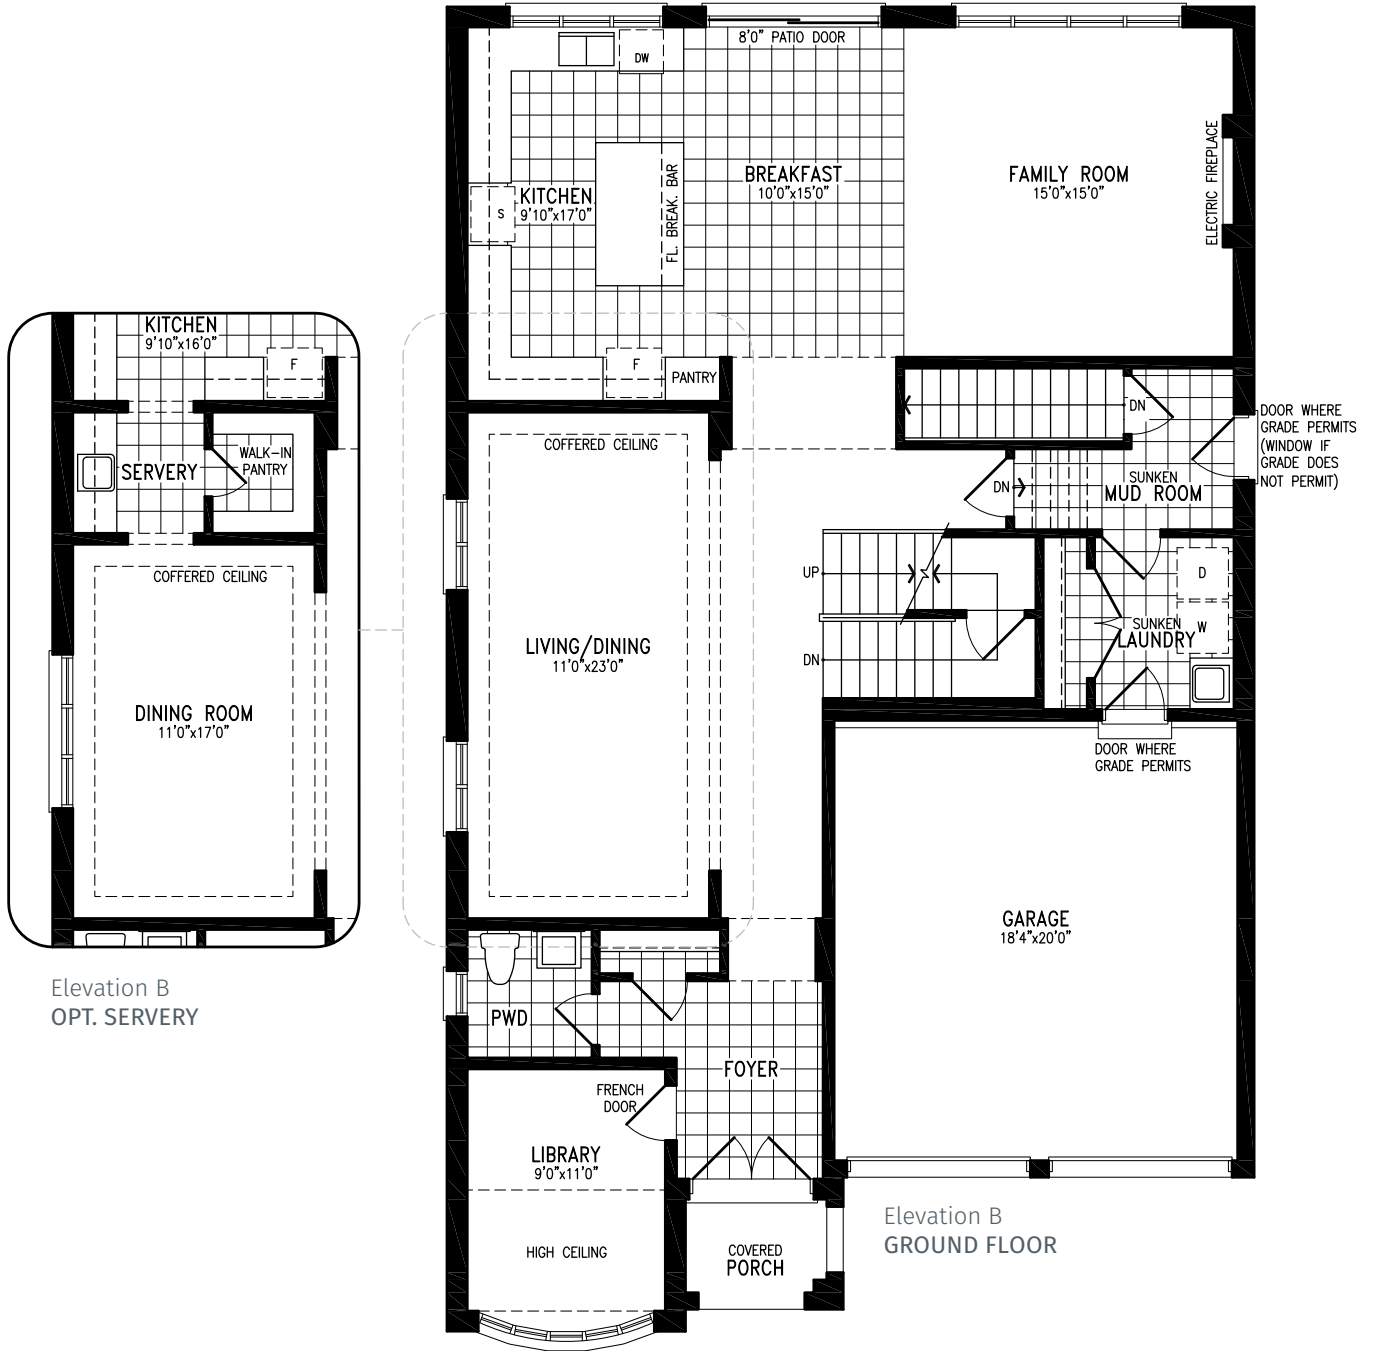 8'0" PATIO DOOR
DW
KITCHEN
9'10"x17'0"
S
FL. BREAK. BAR
BREAKFAST
10'0"x15'0"
FAMILY ROOM
15'0"x15'0"
ELECTRIC FIREPLACE
F
PANTRY
DN
DOOR WHERE
GRADE PERMITS
(WINDOW IF
GRADE DOES
NOT PERMIT)
DN
SUNKEN
MUD ROOM
COFFERED CEILING
LIVING/DINING
11'0"x23'0"
UP
DN
D
W
SUNKEN
LAUNDRY
DOOR WHERE
GRADE PERMITS
GARAGE
18'4"x20'0"
PWD
FOYER
FRENCH
DOOR
LIBRARY
9'0"x11'0"
HIGH CEILING
COVERED
PORCH
Elevation B
GROUND FLOOR
KITCHEN
9'10"x16'0"
F
SERVERY
WALK-IN
PANTRY
COFFERED CEILING
DINING ROOM
11'0"x17'0"
Elevation B
OPT. SERVERY